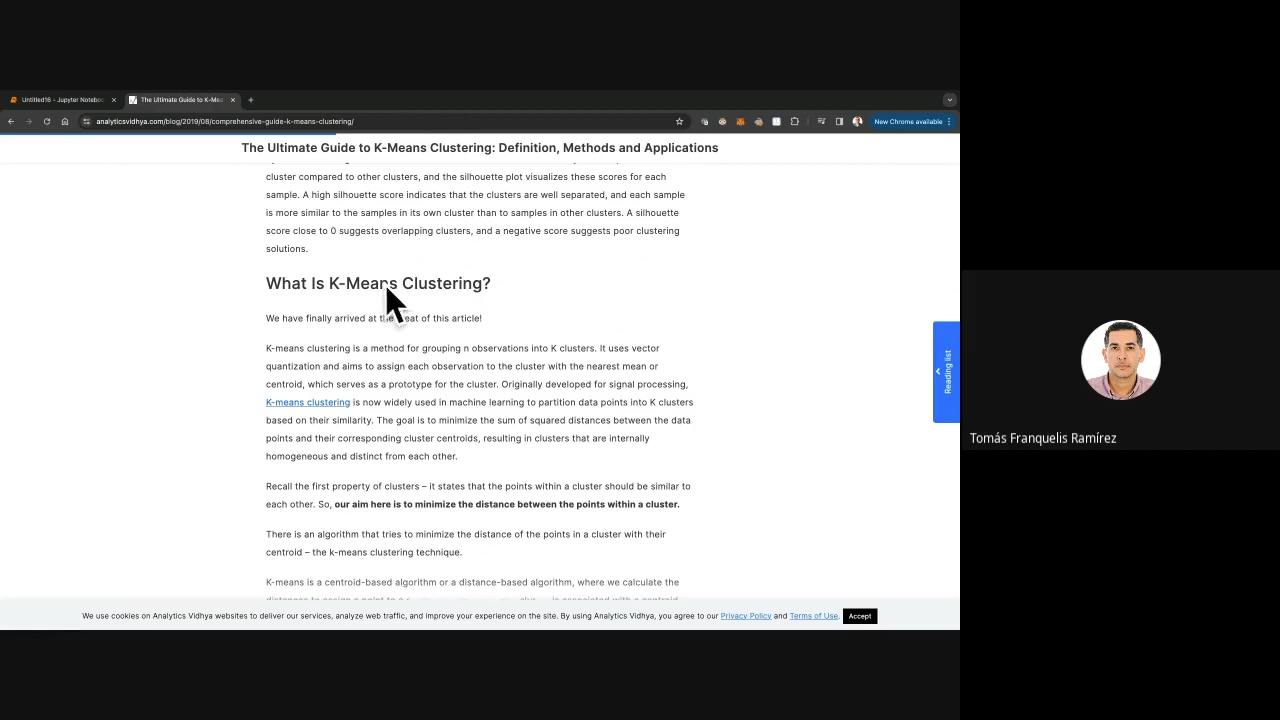 Untitled16 - Jupyter Notebo
The Ultimate Guide to K-Mea
analyticsvidhya.com/blog/2019/08/comprehensive-guide-k-means-clustering/
New Chrome available
The Ultimate Guide to K-Means Clustering: Definition, Methods and Applications
cluster compared to other clusters, and the silhouette plot visualizes these scores for each
sample. A high silhouette score indicates that the clusters are well separated, and each sample
is more similar to the samples in its own cluster than to samples in other clusters. A silhouette
score close to 0 suggests overlapping clusters, and a negative score suggests poor clustering
solutions.
What Is K-Means Clustering?
We have finally arrived at the meat of this article!
K-means clustering is a method for grouping n observations into K clusters. It uses vector
quantization and aims to assign each observation to the cluster with the nearest mean or
centroid, which serves as a prototype for the cluster. Originally developed for signal processing,
K-means clustering is now widely used in machine learning to partition data points into K clusters
based on their similarity. The goal is to minimize the sum of squared distances between the data
points and their corresponding cluster centroids, resulting in clusters that are internally
homogeneous and distinct from each other.
Recall the first property of clusters – it states that the points within a cluster should be similar to
each other. So, our aim here is to minimize the distance between the points within a cluster.
There is an algorithm that tries to minimize the distance of the points in a cluster with their
centroid – the k-means clustering technique.
K-means is a centroid-based algorithm or a distance-based algorithm, where we calculate the
Reading list
We use cookies on Analytics Vidhya websites to deliver our services, analyze web traffic, and improve your experience on the site. By using Analytics Vidhya, you agree to our Privacy Policy and Terms of Use. Accept
Tomás Franquelis Ramírez